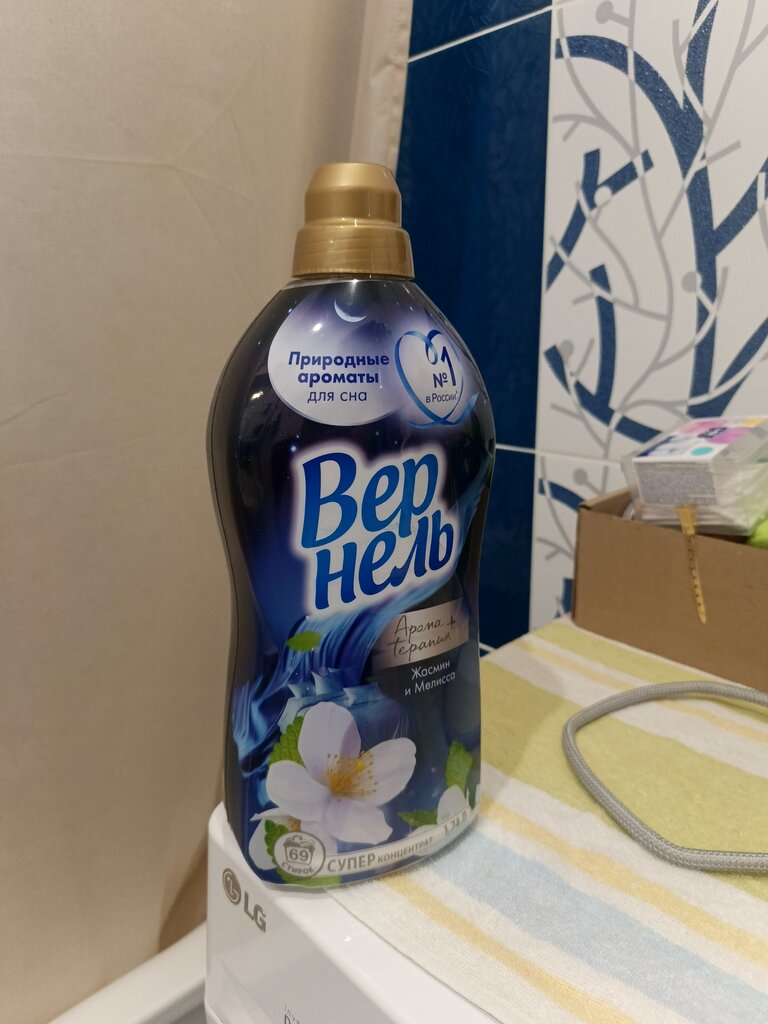 Природные
ароматы
для сна
№1
в России*
Вер
нель
Арома
терапия+
Жасмин
и Мелисса
69
СТИРОК
СУПЕР КОНЦЕНТРАТ 1,74 л
LG